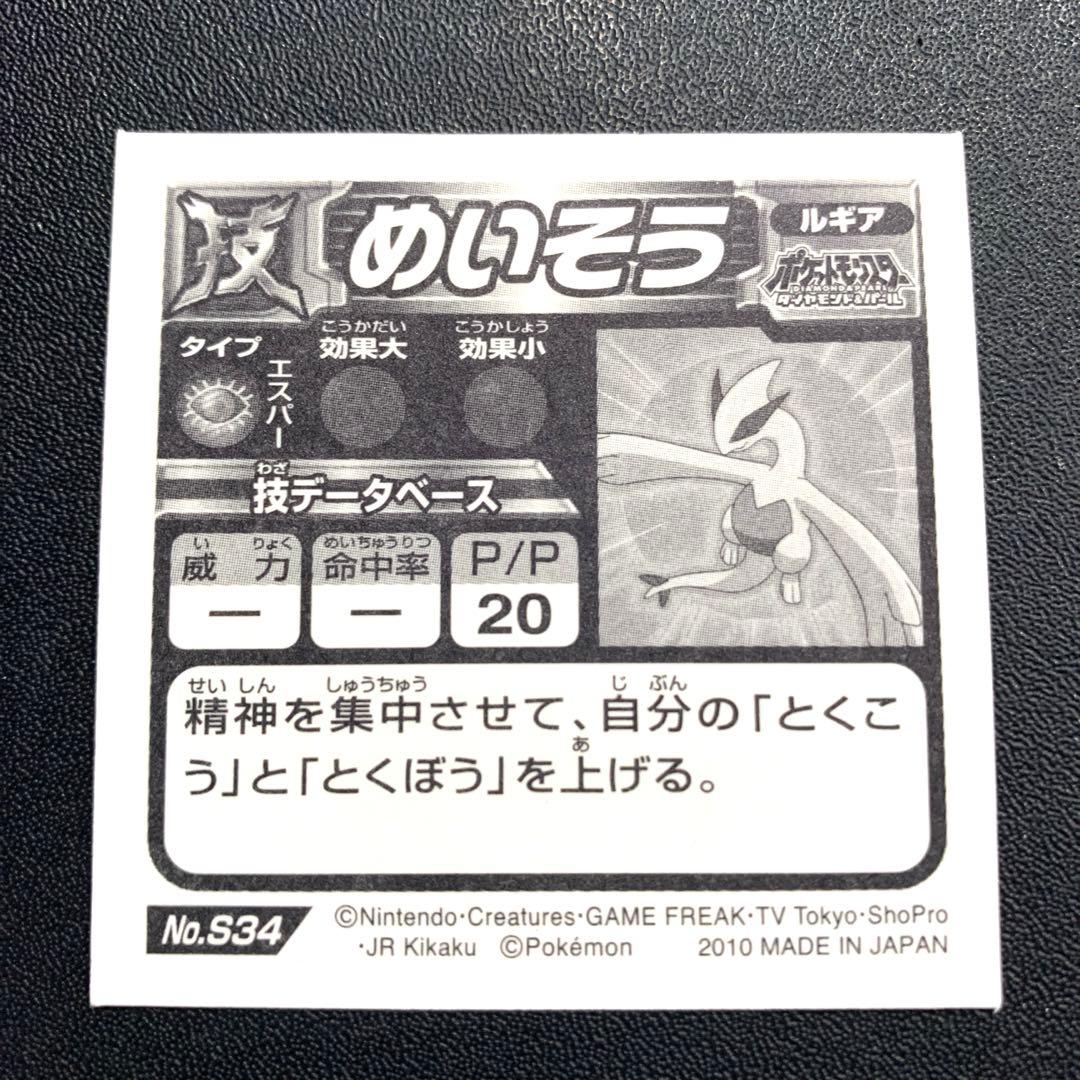 技
めいそう
ルギア
ポケットモンスター
DIAMOND&PEARL
ダイヤモンド&パール
タイプ
エスパー
こうかだい
効果大
こうかしょう
効果小
わざ
技データベース
い りょく
威力
ー
めいちゅうりつ
命中率
ー
P/P
20
せい しん しゅうちゅう じ ぶん
精神を集中させて、自分の「とくこ
あ
う」と「とくぼう」を上げる。
No.S34
©Nintendo・Creatures・GAME FREAK・TV Tokyo・ShoPro
・JR Kikaku ©Pokémon 2010 MADE IN JAPAN